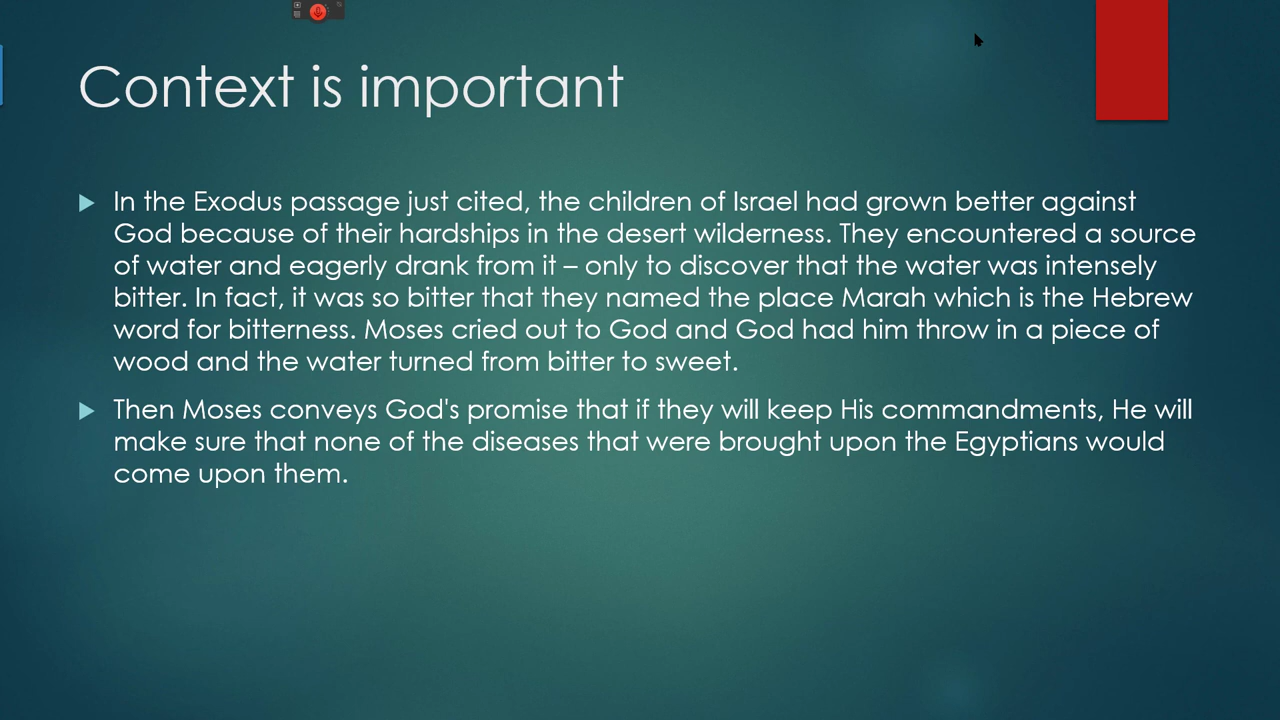 Context is important
In the Exodus passage just cited, the children of Israel had grown better against
God because of their hardships in the desert wilderness. They encountered a source
of water and eagerly drank from it – only to discover that the water was intensely
bitter. In fact, it was so bitter that they named the place Marah which is the Hebrew
word for bitterness. Moses cried out to God and God had him throw in a piece of
wood and the water turned from bitter to sweet.
Then Moses conveys God's promise that if they will keep His commandments, He will
make sure that none of the diseases that were brought upon the Egyptians would
come upon them.